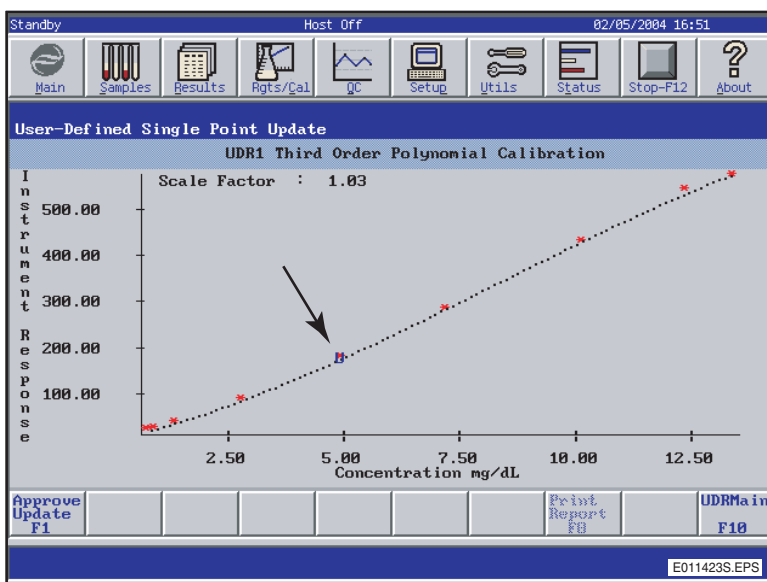 Standby Host Off 02/05/2004 16:51
Main Samples Results Rgts/Cal QC Setup Utils Status Stop-F12 About
User-Defined Single Point Update
UDR1 Third Order Polynomial Calibration
Instrument Response
Scale Factor : 1.03
500.00
400.00
300.00
200.00
100.00
2.50 5.00 7.50 10.00 12.50
Concentration mg/dL
Approve Update F1
Print Report F8
UDRMain F10
E011423S.EPS